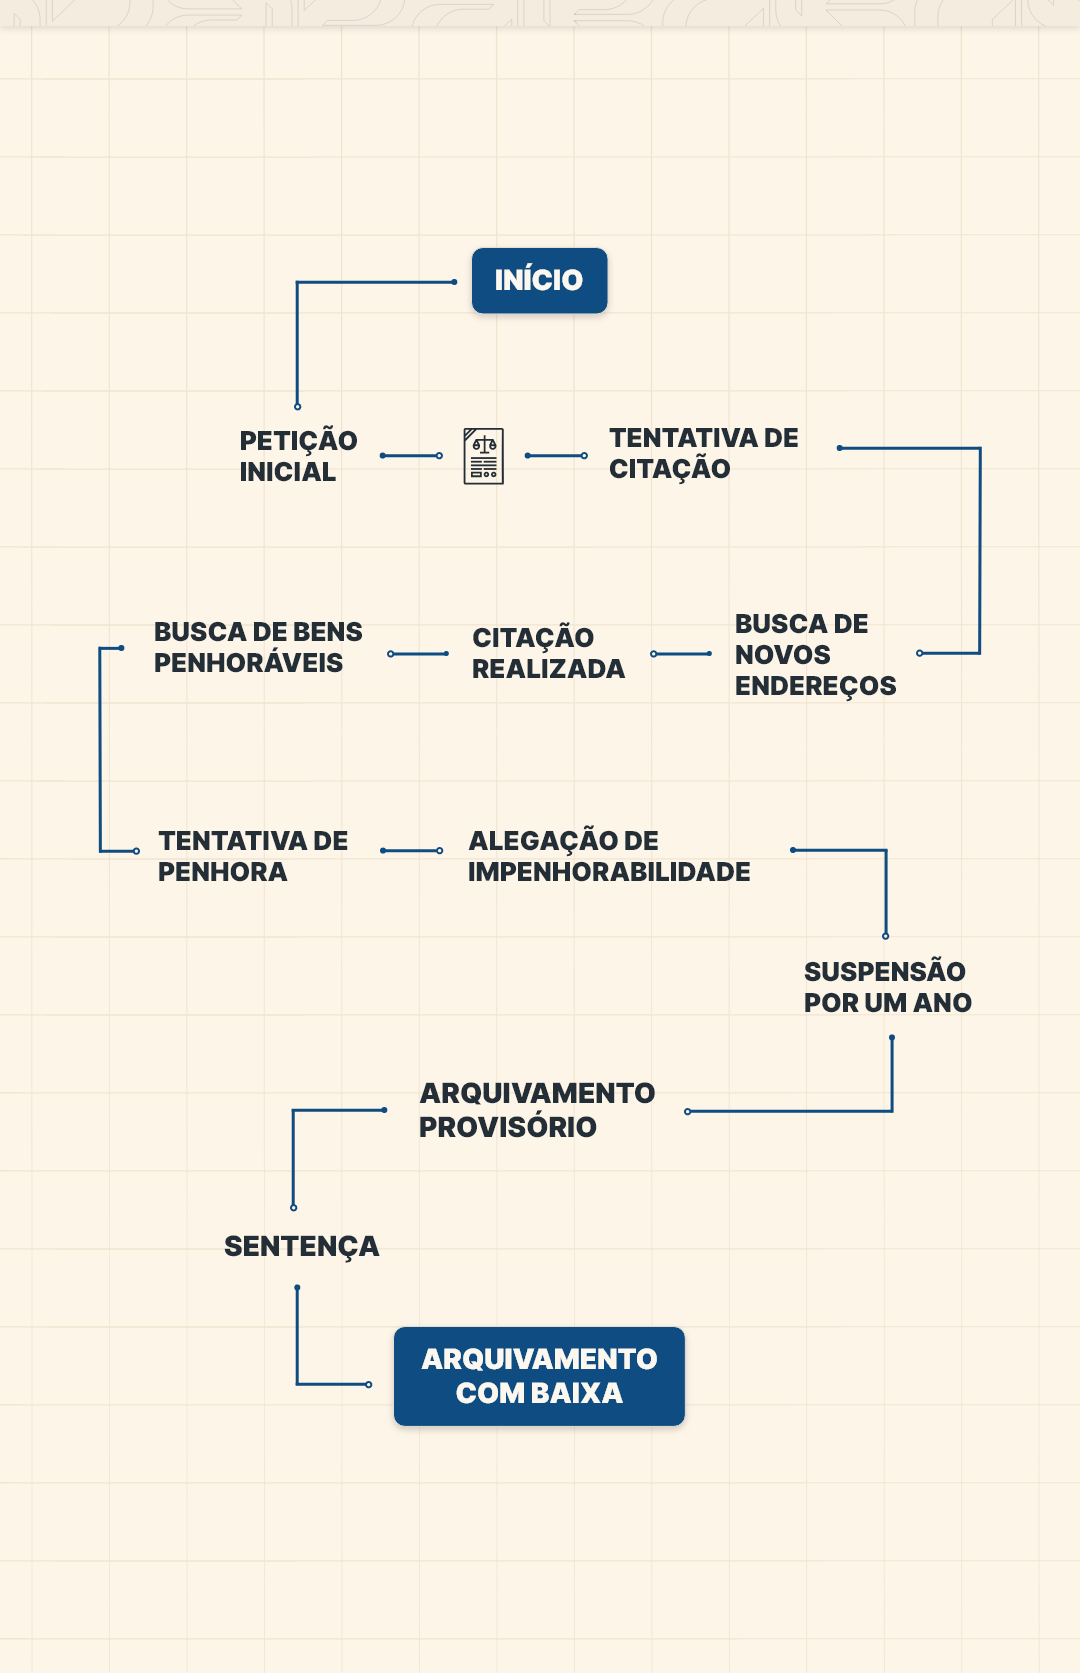 INÍCIO
PETIÇÃO
INICIAL
TENTATIVA DE
CITAÇÃO
BUSCA DE
NOVOS
ENDEREÇOS
CITAÇÃO
REALIZADA
BUSCA DE BENS
PENHORÁVEIS
TENTATIVA DE
PENHORA
ALEGAÇÃO DE
IMPENHORABILIDADE
SUSPENSÃO
POR UM ANO
ARQUIVAMENTO
PROVISÓRIO
SENTENÇA
ARQUIVAMENTO
COM BAIXA